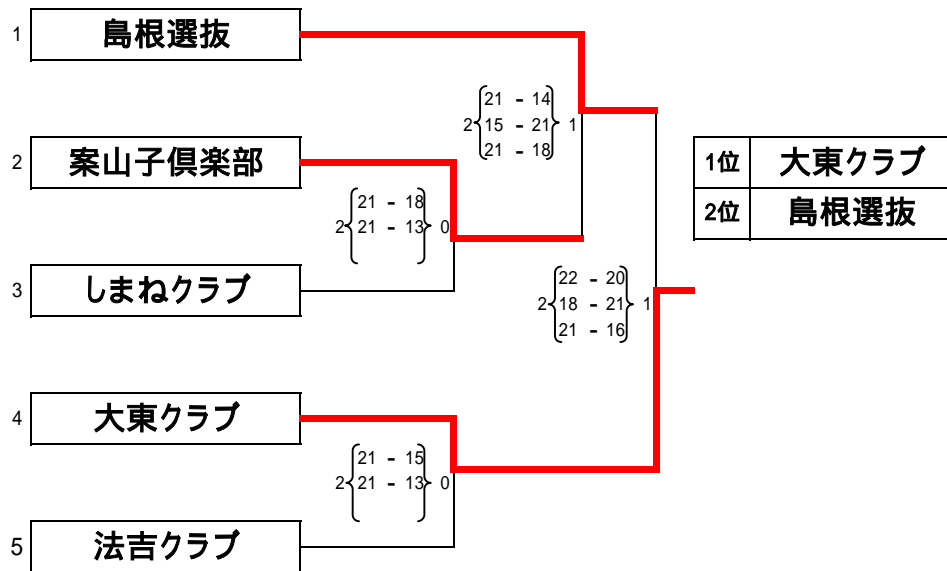 1 島根選抜
21 - 14
2 15 - 21 1
21 - 18
2 案山子倶楽部
1位 大東クラブ
2位 島根選抜
21 - 18
2 21 - 13 0
3 しまねクラブ
22 - 20
2 18 - 21 1
21 - 16
4 大東クラブ
21 - 15
2 21 - 13 0
5 法吉クラブ